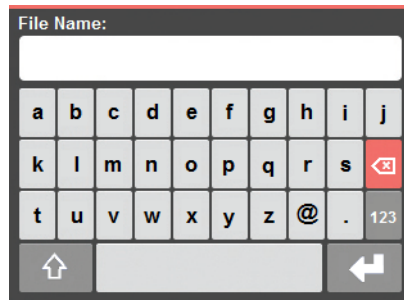 File Name:
a b c d e f g h i j
k l m n o p q r s
t u v w x y z @ . 123